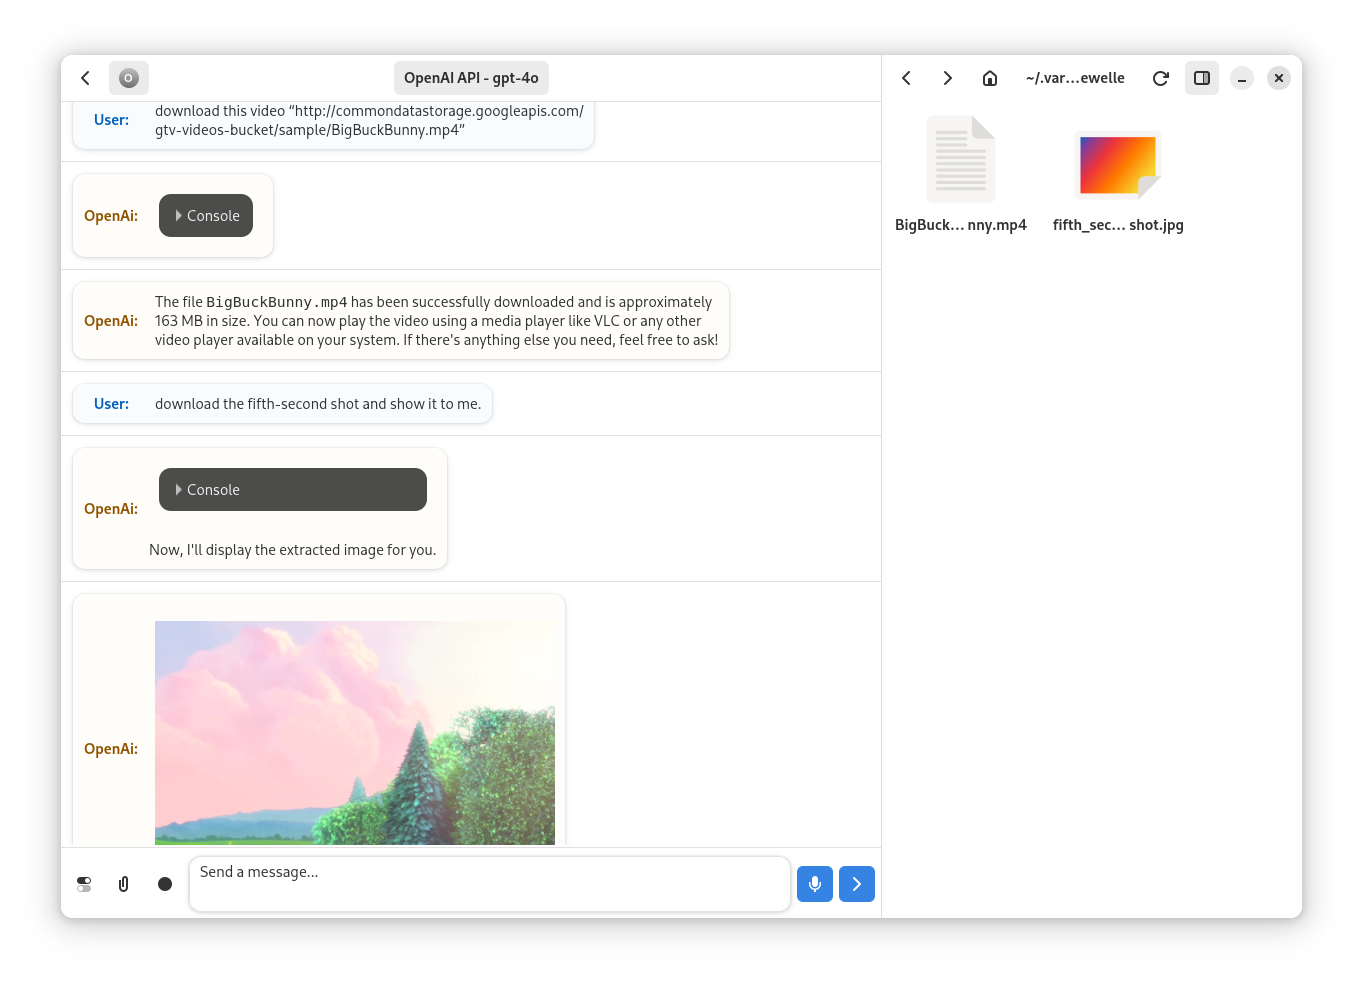 O
OpenAI API - gpt-4o
~/.var...ewelle
User:
download this video “http://commondatastorage.googleapis.com/
gtv-videos-bucket/sample/BigBuckBunny.mp4”
OpenAi:
Console
OpenAi:
The file BigBuckBunny.mp4 has been successfully downloaded and is approximately
163 MB in size. You can now play the video using a media player like VLC or any other
video player available on your system. If there's anything else you need, feel free to ask!
User:
download the fifth-second shot and show it to me.
OpenAi:
Console
Now, I'll display the extracted image for you.
OpenAi:
Send a message...
BigBuck... nny.mp4
fifth_sec... shot.jpg